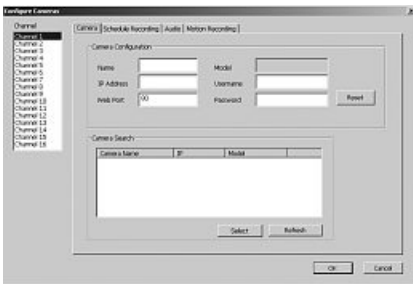 Configure Cameras
Channel
Channel 1
Channel 2
Channel 3
Channel 4
Channel 5
Channel 6
Channel 7
Channel 8
Channel 9
Channel 10
Channel 11
Channel 12
Channel 13
Channel 14
Channel 15
Channel 16
Camera Schedule Recording Audio Motion Recording
Camera Configuration
Name Model
IP Address Username
Web Port 80 Password Reset
Camera Search
Camera Name IP Model
Select Refresh
OK Cancel